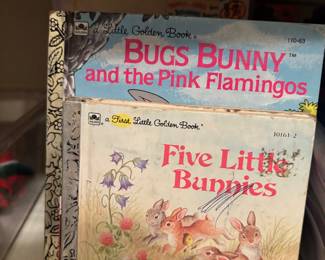 a Little Golden Book®
110-63
BUGS BUNNY™
and the Pink Flamingos
a First Little Golden Book®
10161-2
Five Little
Bunnies